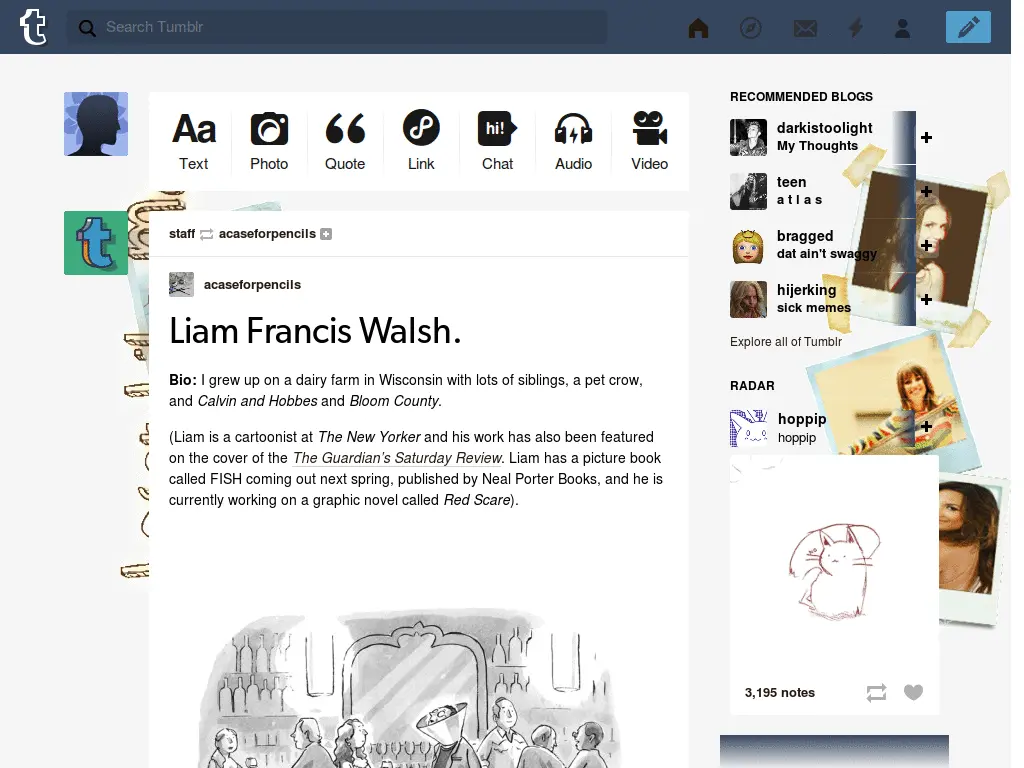 t Search Tumblr
Aa
hi!
Text Photo Quote Link Chat Audio Video
t
staff acaseforpencils
acaseforpencils
Liam Francis Walsh.
Bio: I grew up on a dairy farm in Wisconsin with lots of siblings, a pet crow,
and Calvin and Hobbes and Bloom County.
(Liam is a cartoonist at The New Yorker and his work has also been featured
on the cover of the The Guardian’s Saturday Review. Liam has a picture book
called FISH coming out next spring, published by Neal Porter Books, and he is
currently working on a graphic novel called Red Scare).
RECOMMENDED BLOGS
darkistoolight
My Thoughts
teen
a t l a s
bragged
dat ain't swaggy
hijerking
sick memes
Explore all of Tumblr
RADAR
hoppip
hoppip
3,195 notes